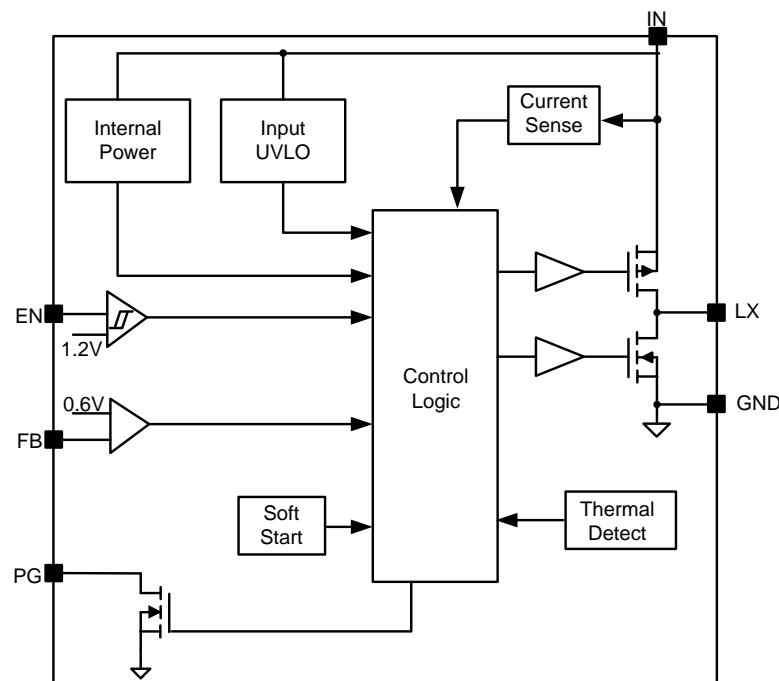 IN
Internal
Power
Input
UVLO
Current
Sense
EN
1.2V
LX
Control
Logic
0.6V
GND
FB
Soft
Start
Thermal
Detect
PG